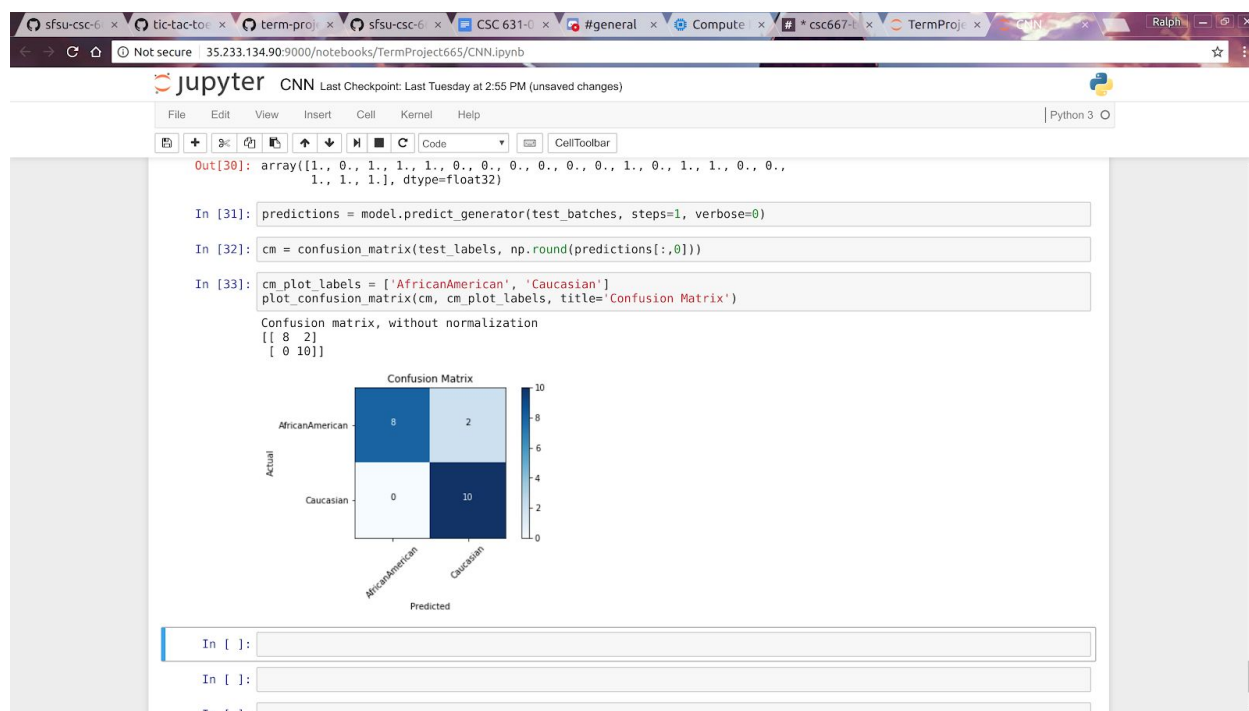 sfsu-csc-6
tic-tac-toe
term-proje
sfsu-csc-6
CSC 631-0
#general
Compute
* csc667-t
TermProje
CNN
Ralph
Not secure 35.233.134.90:9000/notebooks/TermProject665/CNN.ipynb
jupyter CNN Last Checkpoint: Last Tuesday at 2:55 PM (unsaved changes)
File Edit View Insert Cell Kernel Help Python 3
Code CellToolbar
Out[30]: array([1., 0., 1., 1., 1., 0., 0., 0., 0., 0., 0., 1., 0., 1., 1., 0., 0.,
1., 1., 1.], dtype=float32)
In [31]: predictions = model.predict_generator(test_batches, steps=1, verbose=0)
In [32]: cm = confusion_matrix(test_labels, np.round(predictions[:,0]))
In [33]: cm_plot_labels = ['AfricanAmerican', 'Caucasian']
plot_confusion_matrix(cm, cm_plot_labels, title='Confusion Matrix')
Confusion matrix, without normalization
[[ 8 2]
[ 0 10]]
Confusion Matrix
10
8
6
4
2
0
Actual
AfricanAmerican 8 2
Caucasian 0 10
AfricanAmerican Caucasian
Predicted
In [ ]:
In [ ]: